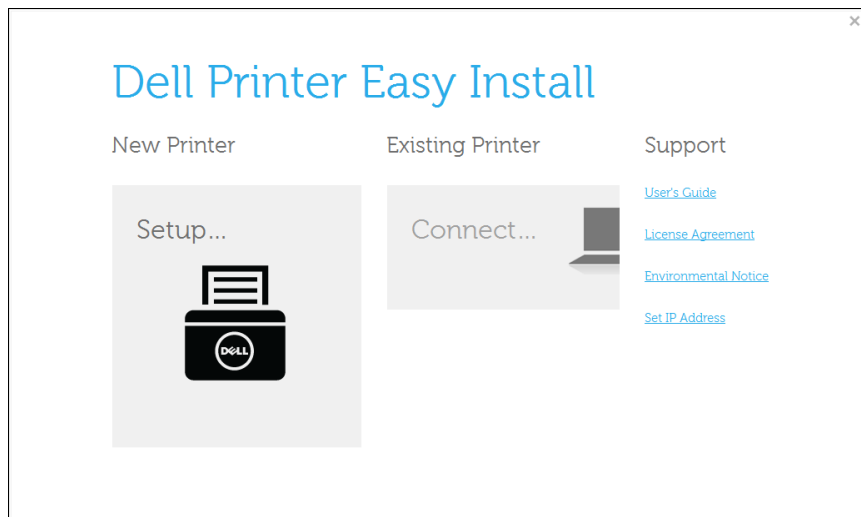 Dell Printer Easy Install
New Printer
Setup...
DELL
Existing Printer
Connect...
Support
User's Guide
License Agreement
Environmental Notice
Set IP Address